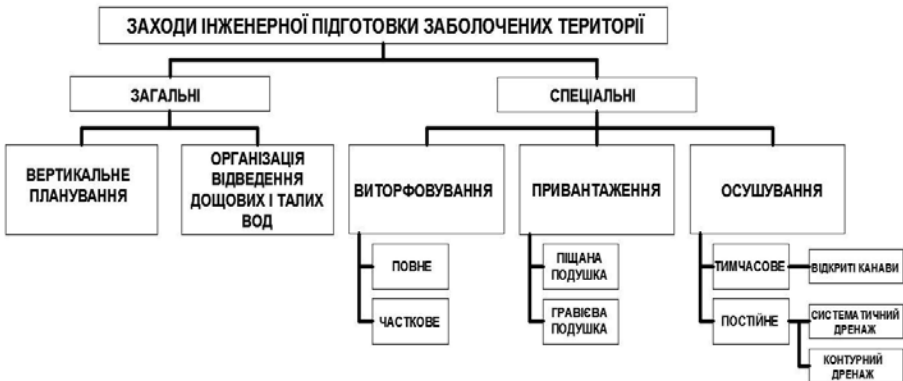 ЗАХОДИ ІНЖЕНЕРНОЇ ПІДГОТОВКИ ЗАБОЛОЧЕНИХ ТЕРИТОРІЇ
ЗАГАЛЬНІ
СПЕЦІАЛЬНІ
ВЕРТИКАЛЬНЕ
ПЛАНУВАННЯ
ОРГАНІЗАЦІЯ
ВІДВЕДЕННЯ
ДОЩОВИХ І ТАЛИХ
ВОД
ВИТОРФОВУВАННЯ
ПРИВАНТАЖЕННЯ
ОСУШУВАННЯ
ПОВНЕ
ЧАСТКОВЕ
ПІЩАНА
ПОДУШКА
ГРАВІЄВА
ПОДУШКА
ТИМЧАСОВЕ
ВІДКРИТІ КАНАВИ
ПОСТІЙНЕ
СИСТЕМАТИЧНИЙ
ДРЕНАЖ
КОНТУРНИЙ
ДРЕНАЖ